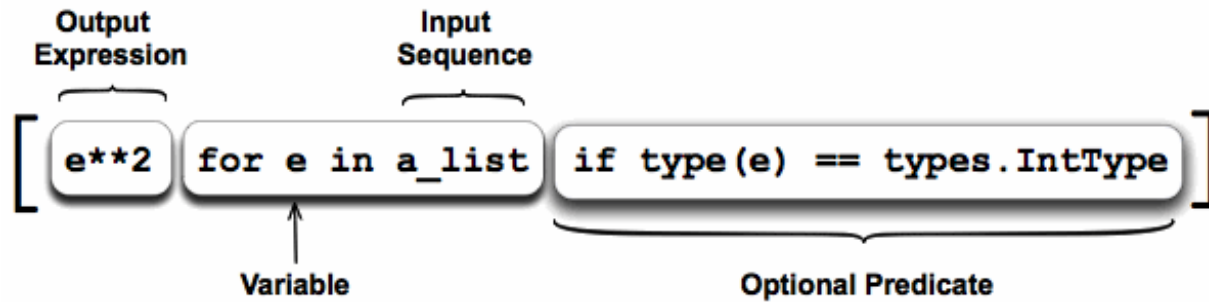 Output
Expression
Input
Sequence
[ e**2 for e in a_list if type(e) == types.IntType ]
Variable
Optional Predicate